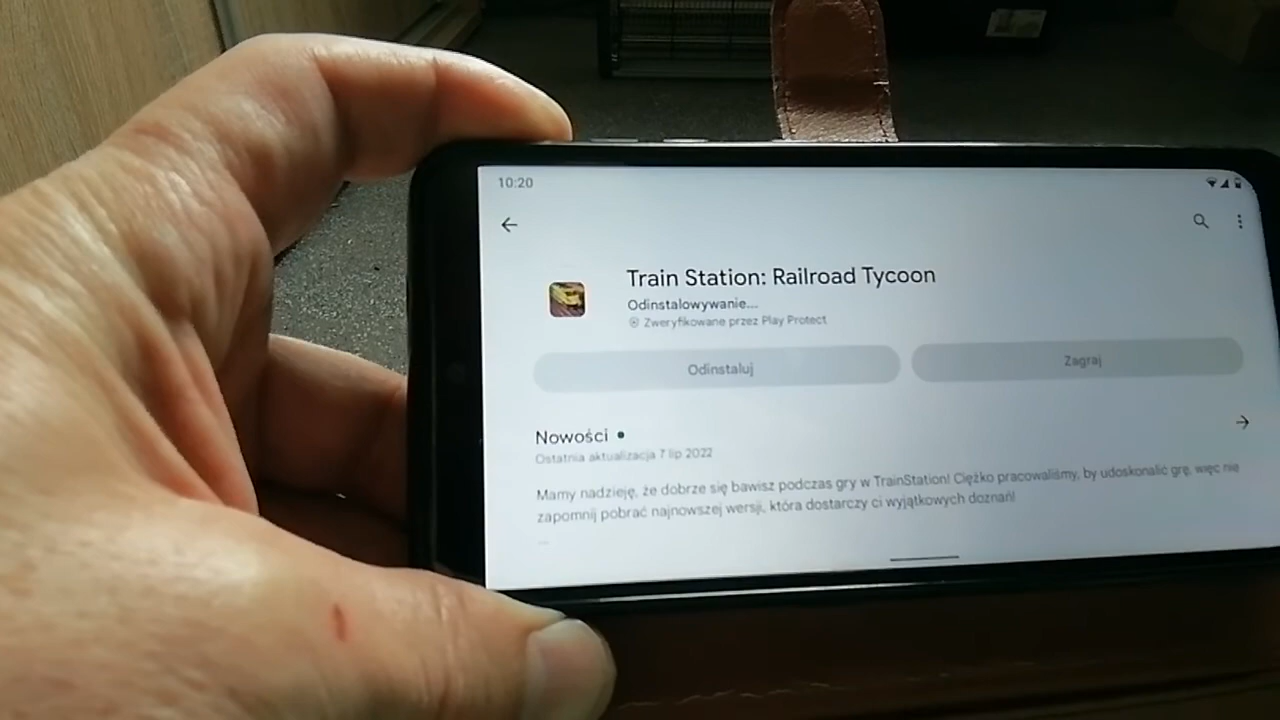 10:20
Train Station: Railroad Tycoon
Odinstalowywanie...
Zweryfikowane przez Play Protect
Odinstaluj
Zagraj
Nowości
Ostatnia aktualizacja 7 lip 2022
Mamy nadzieję, że dobrze się bawisz podczas gry w TrainStation! Ciężko pracowaliśmy, by udoskonalić grę, więc nie
zapomnij pobrać najnowszej wersji, która dostarczy ci wyjątkowych doznań!
...